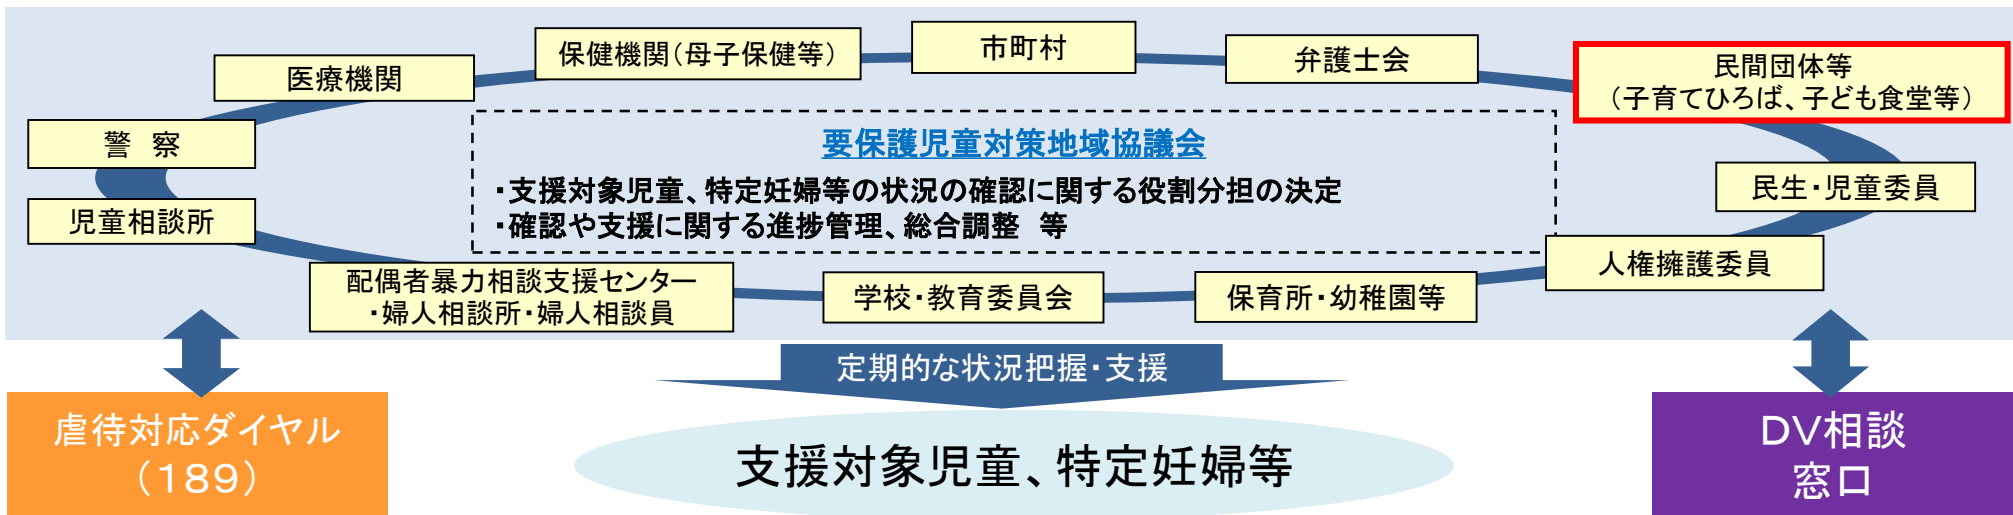 保健機関（母子保健等）
市町村
弁護士会
医療機関
民間団体等
（子育てひろば、子ども食堂等）
警　察
要保護児童対策地域協議会
・支援対象児童、特定妊婦等の状況の確認に関する役割分担の決定
・確認や支援に関する進捗管理、総合調整　等
民生・児童委員
児童相談所
人権擁護委員
配偶者暴力相談支援センター
・婦人相談所・婦人相談員
学校・教育委員会
保育所・幼稚園等
定期的な状況把握・支援
虐待対応ダイヤル
（１８９）
支援対象児童、特定妊婦等
ＤＶ相談
窓口